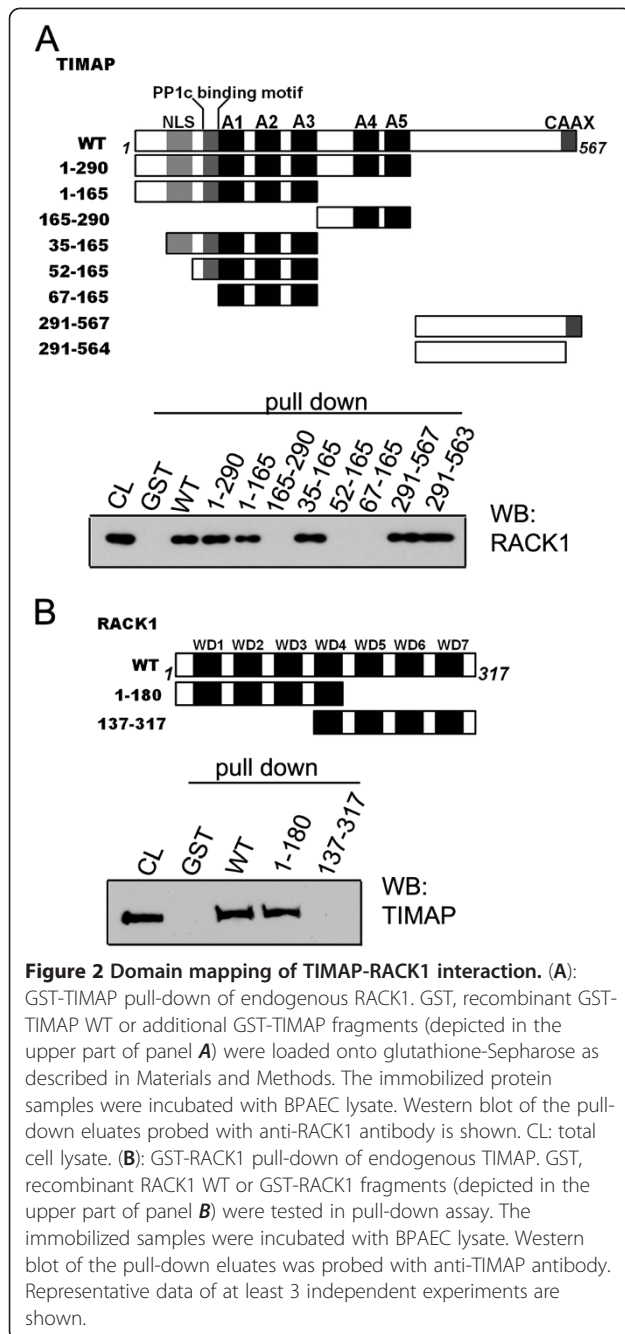 A
TIMAP
PP1c binding motif
NLS A1 A2 A3 A4 A5 CAAX
WT 1 567
1-290
1-165
165-290
35-165
52-165
67-165
291-567
291-564
pull down
CL GST WT 1-290 1-165 165-290 35-165 52-165 67-165 291-567 291-563
WB:
RACK1
B
RACK1
WD1 WD2 WD3 WD4 WD5 WD6 WD7
WT 1 317
1-180
137-317
pull down
CL GST WT 1-180 137-317
WB:
TIMAP
Figure 2 Domain mapping of TIMAP-RACK1 interaction. (A):
GST-TIMAP pull-down of endogenous RACK1. GST, recombinant GST-
TIMAP WT or additional GST-TIMAP fragments (depicted in the
upper part of panel A) were loaded onto glutathione-Sepharose as
described in Materials and Methods. The immobilized protein
samples were incubated with BPAEC lysate. Western blot of the pull-
down eluates probed with anti-RACK1 antibody is shown. CL: total
cell lysate. (B): GST-RACK1 pull-down of endogenous TIMAP. GST,
recombinant RACK1 WT or GST-RACK1 fragments (depicted in the
upper part of panel B) were tested in pull-down assay. The
immobilized samples were incubated with BPAEC lysate. Western
blot of the pull-down eluates was probed with anti-TIMAP antibody.
Representative data of at least 3 independent experiments are
shown.